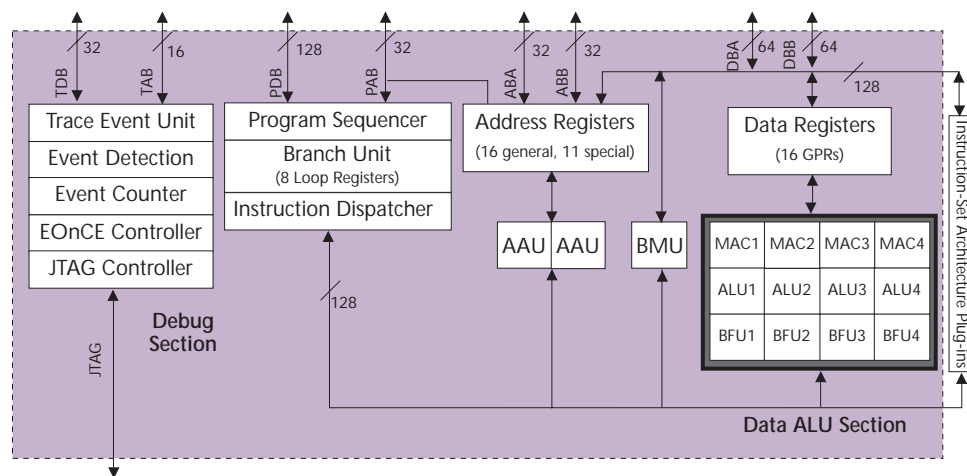 32
16
128
32
32
32
64
64
TDB
TAB
PDB
PAB
ABA
ABB
DBA
DBB
128
Trace Event Unit
Event Detection
Event Counter
EOnCE Controller
JTAG Controller
Program Sequencer
Branch Unit
(8 Loop Registers)
Instruction Dispatcher
Address Registers
(16 general, 11 special)
Data Registers
(16 GPRs)
AAU
AAU
BMU
MAC1 MAC2 MAC3 MAC4
ALU1 ALU2 ALU3 ALU4
BFU1 BFU2 BFU3 BFU4
Instruction-Set Architecture Plug-ins
128
Debug
Section
JTAG
Data ALU Section